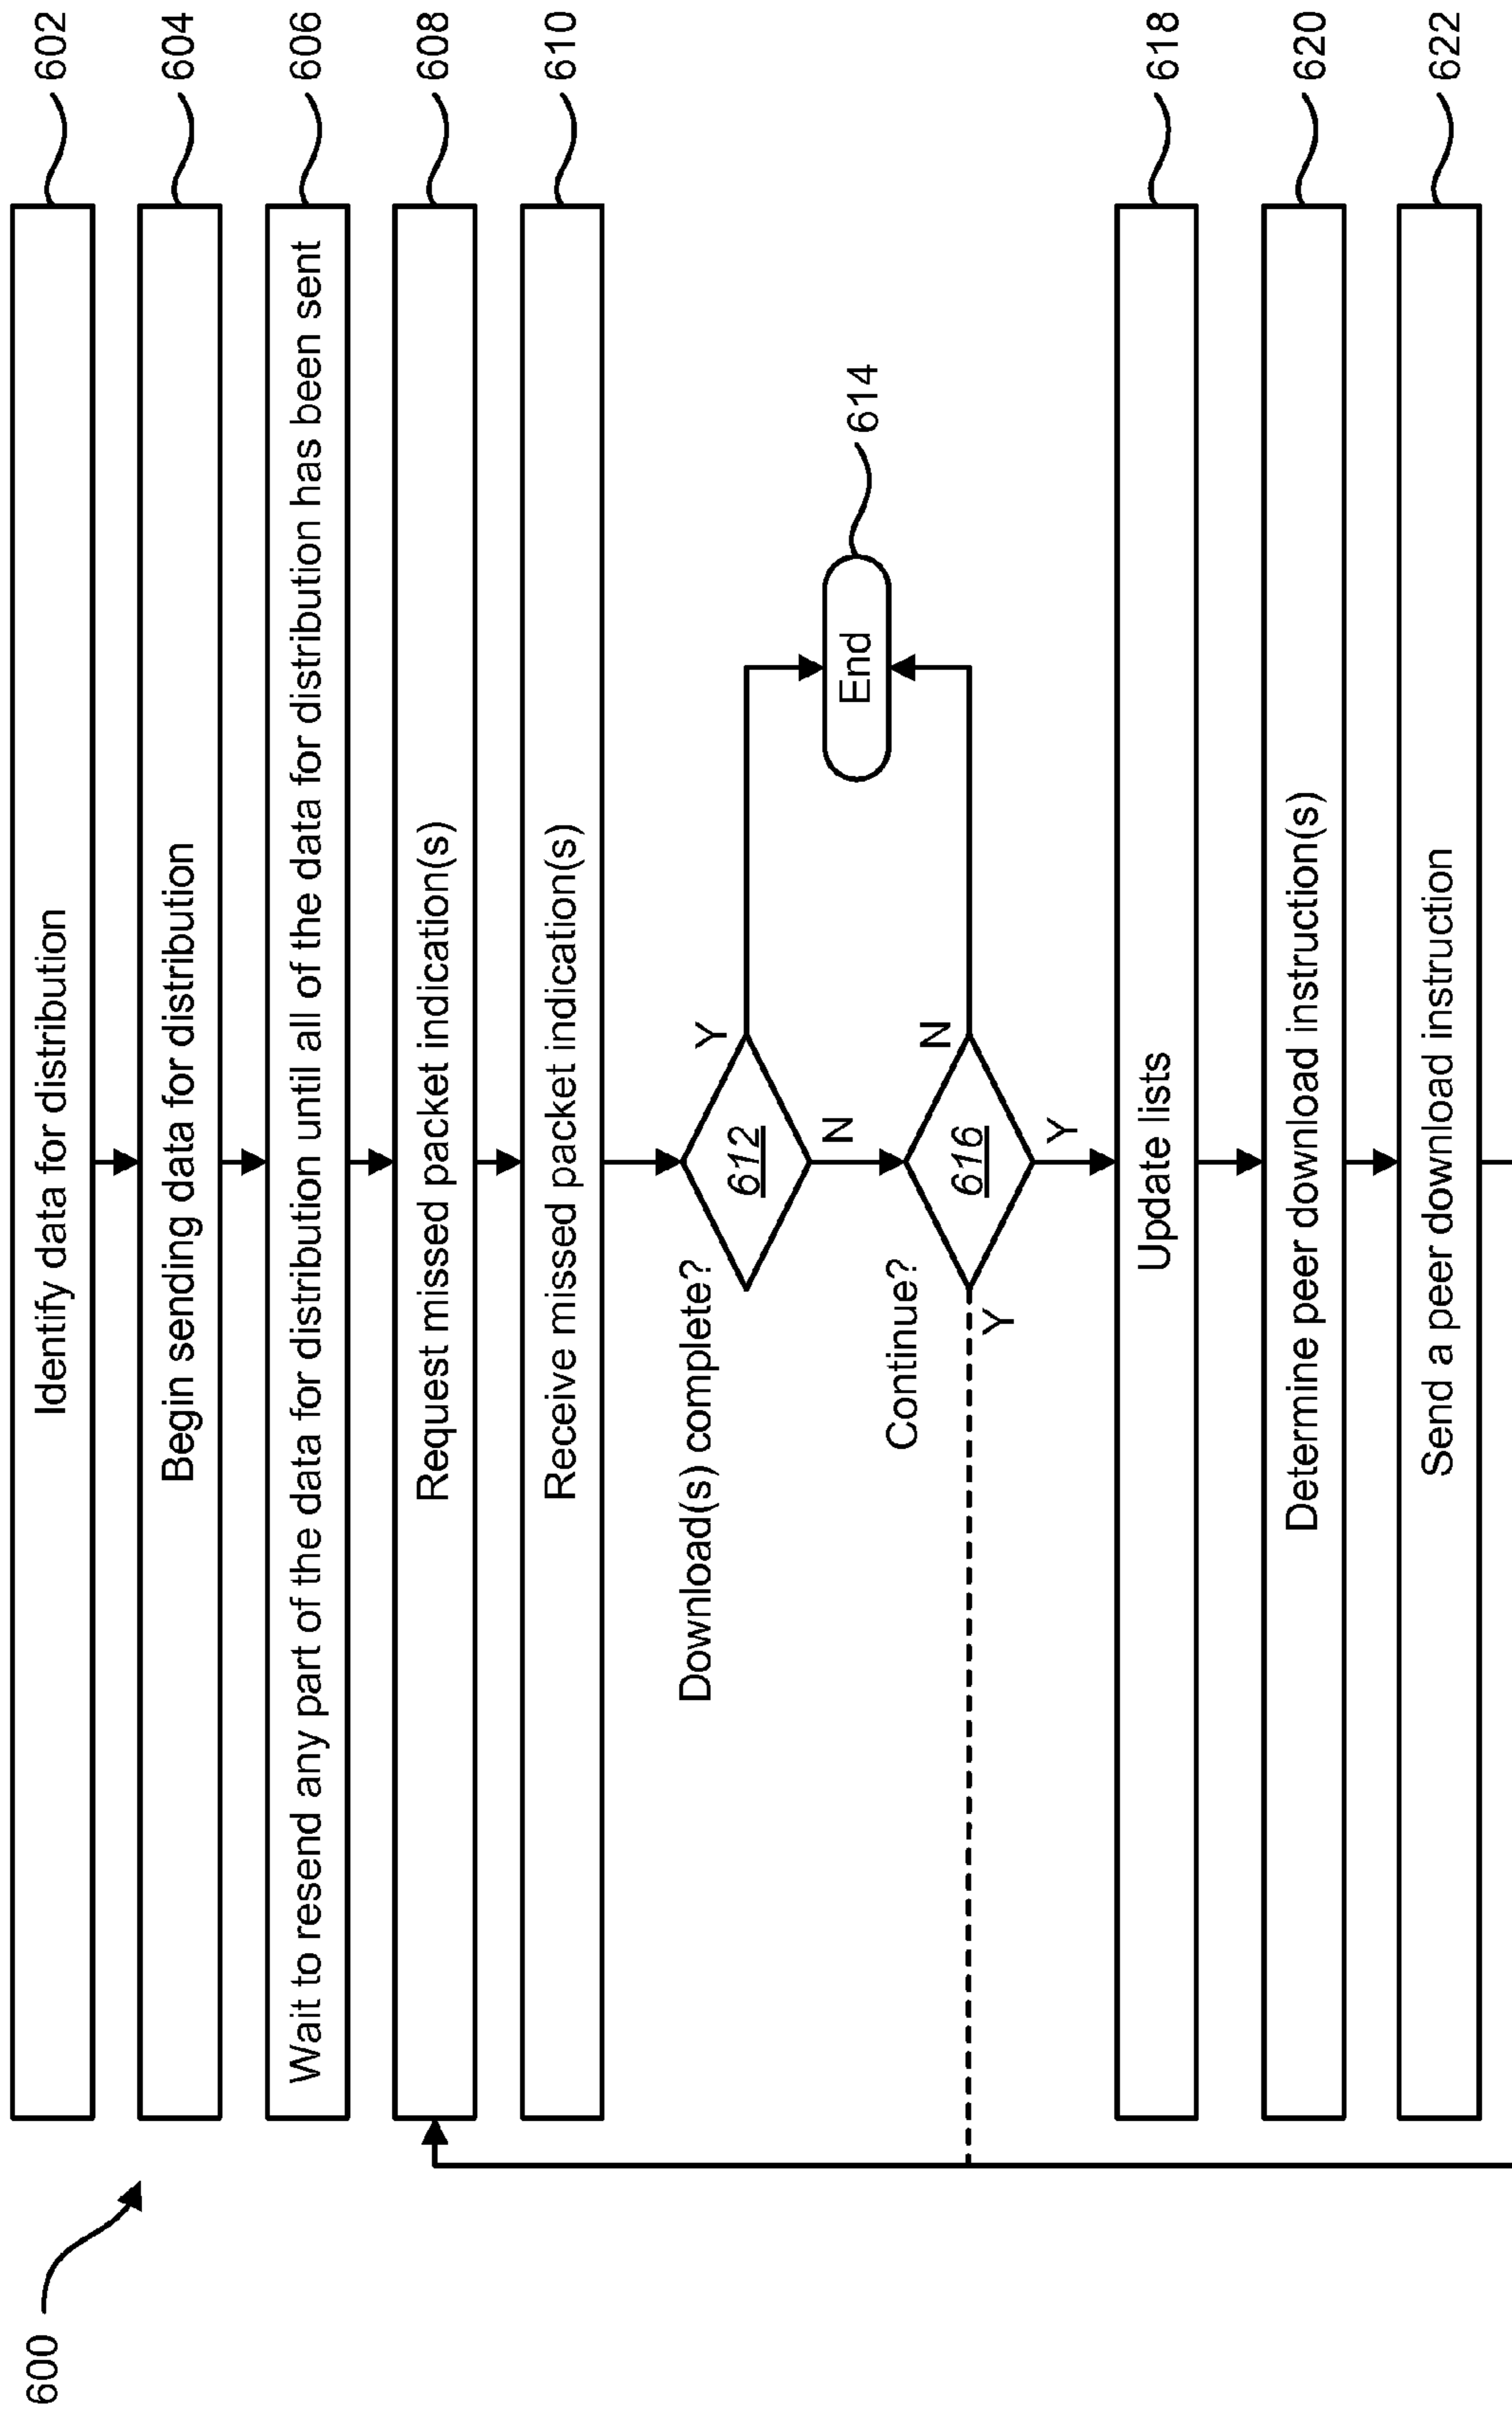 600
Identify data for distribution
602
Begin sending data for distribution
604
Wait to resend any part of the data for distribution until all of the data for distribution has been sent
606
Request missed packet indication(s)
608
Receive missed packet indication(s)
610
Download(s) complete?
612
Y
N
End
614
Continue?
616
N
Y
Y
Update lists
618
Determine peer download instruction(s)
620
Send a peer download instruction
622